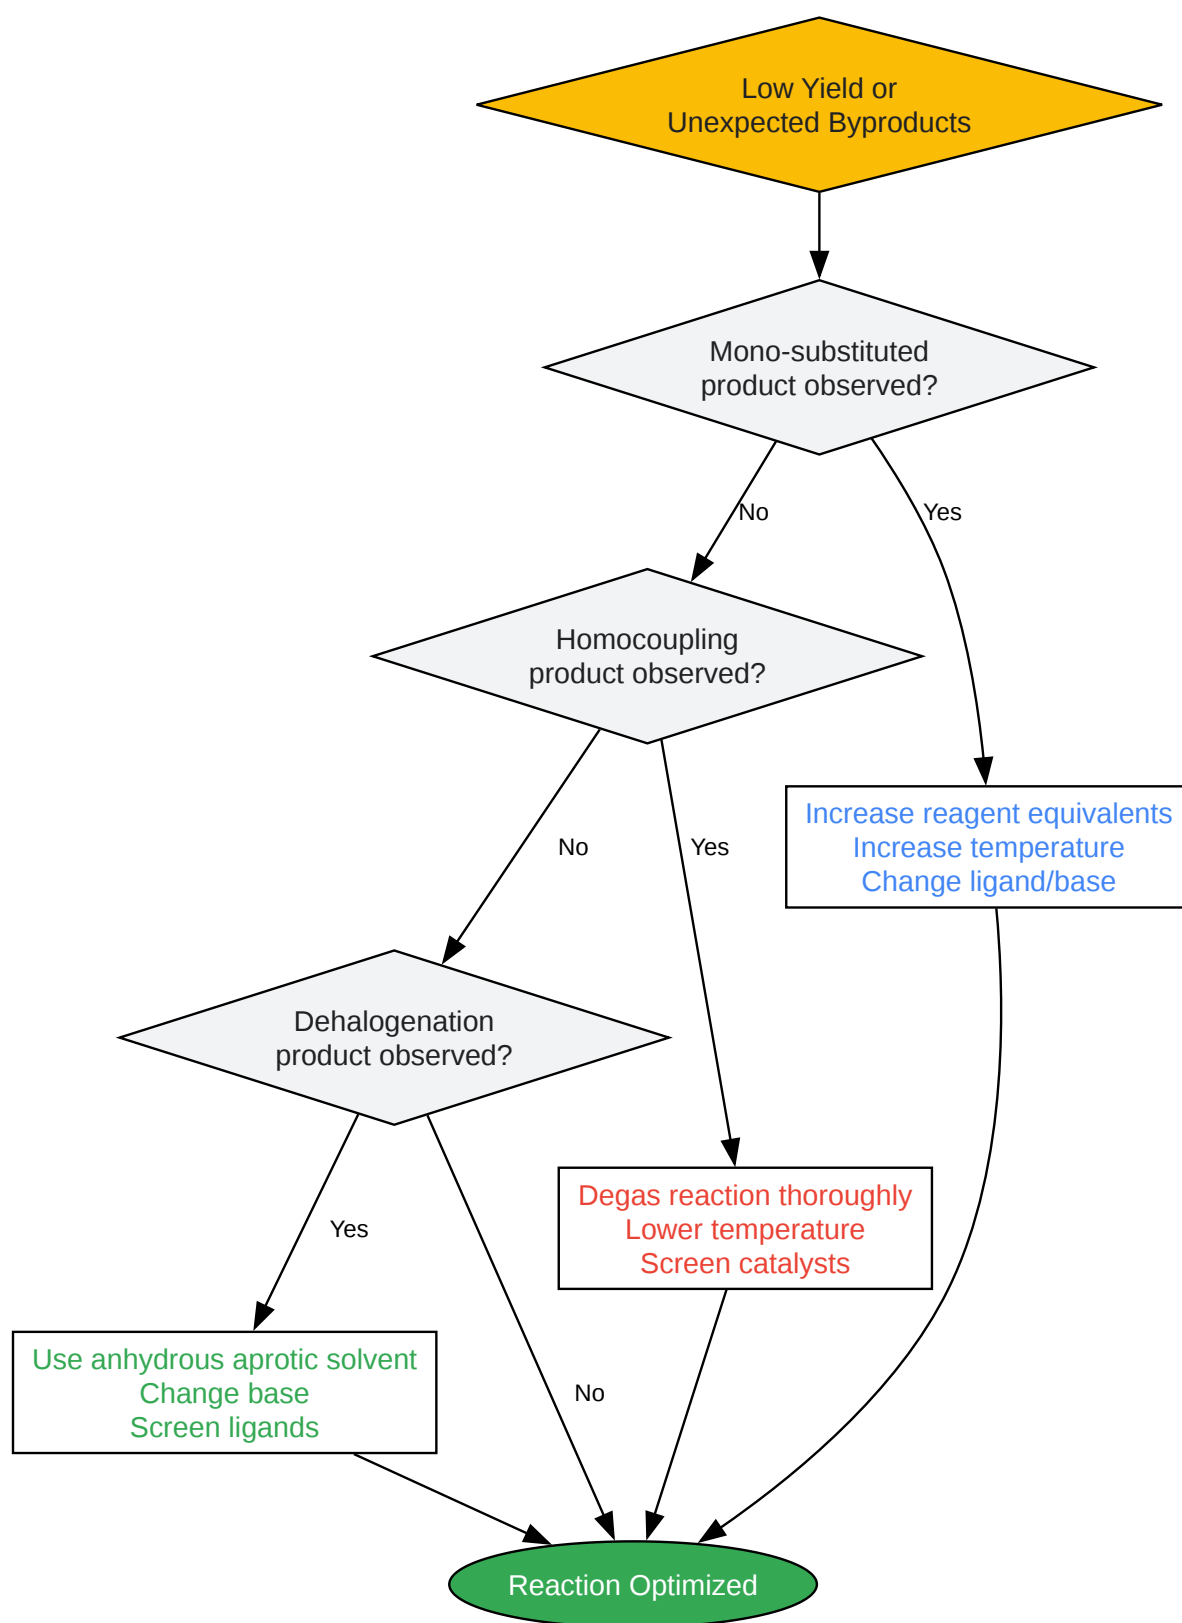 Low Yield or
Unexpected Byproducts
Mono-substituted
product observed?
No
Yes
Homocoupling
product observed?
Increase reagent equivalents
Increase temperature
Change ligand/base
No
Yes
Dehalogenation
product observed?
Degas reaction thoroughly
Lower temperature
Screen catalysts
Yes
Use anhydrous aprotic solvent
Change base
Screen ligands
No
Reaction Optimized